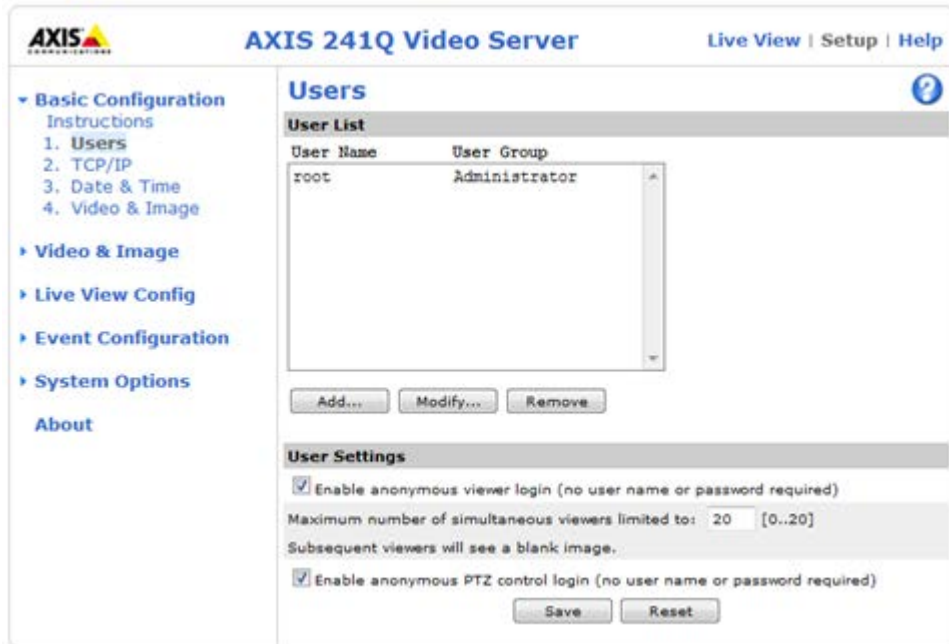 AXIS
COMMUNICATIONS
AXIS 241Q Video Server
Live View | Setup | Help
Basic Configuration
Instructions
1. Users
2. TCP/IP
3. Date & Time
4. Video & Image
Video & Image
Live View Config
Event Configuration
System Options
About
Users
?
User List
User Name User Group
root Administrator
Add... Modify... Remove
User Settings
Enable anonymous viewer login (no user name or password required)
Maximum number of simultaneous viewers limited to: 20 [0..20]
Subsequent viewers will see a blank image.
Enable anonymous PTZ control login (no user name or password required)
Save Reset